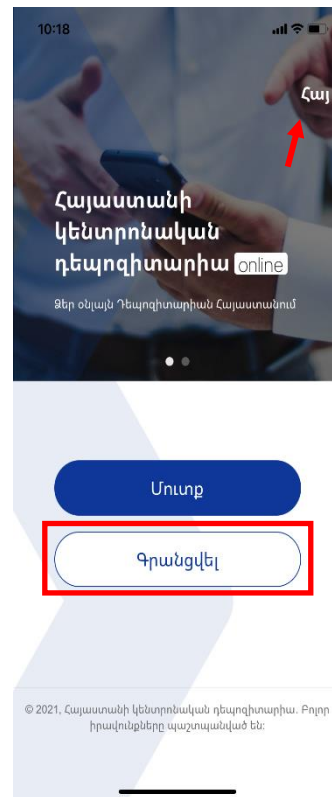 10:18
Հայ
Հայաստանի
կենտրոնական
դեպոզիտարիա online
Ձեր օնլայն Դեպոզիտարիան Հայաստանում
Մուտք
Գրանցվել
© 2021, Հայաստանի կենտրոնական դեպոզիտարիա. Բոլոր
իրավունքները պաշտպանված են: